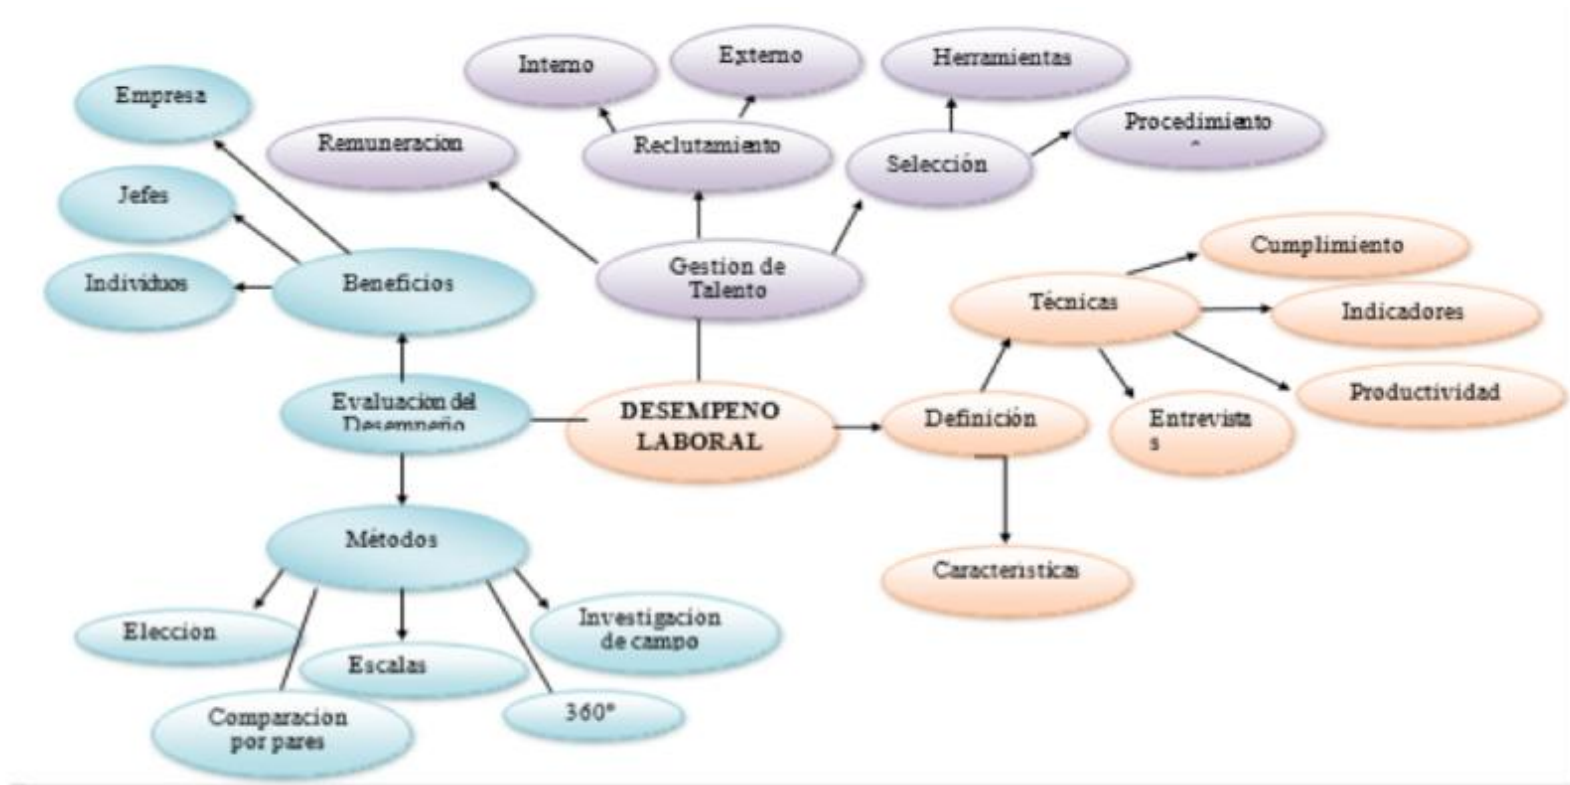 Interno
Externo
Herramientas
Empresa
Remuneracion
Reclutamiento
Procedimiento
Selección
Jefes
Cumplimiento
Gestion de
Talento
Individuos
Beneficios
Técnicas
Indicadores
Evaluacion del
Desempeño
DESEMPENO
LABORAL
Definición
Productividad
Entrevista
s
Métodos
Caracteristicas
Eleccion
Investigacion
de campo
Escalas
Comparacion
por pares
360°